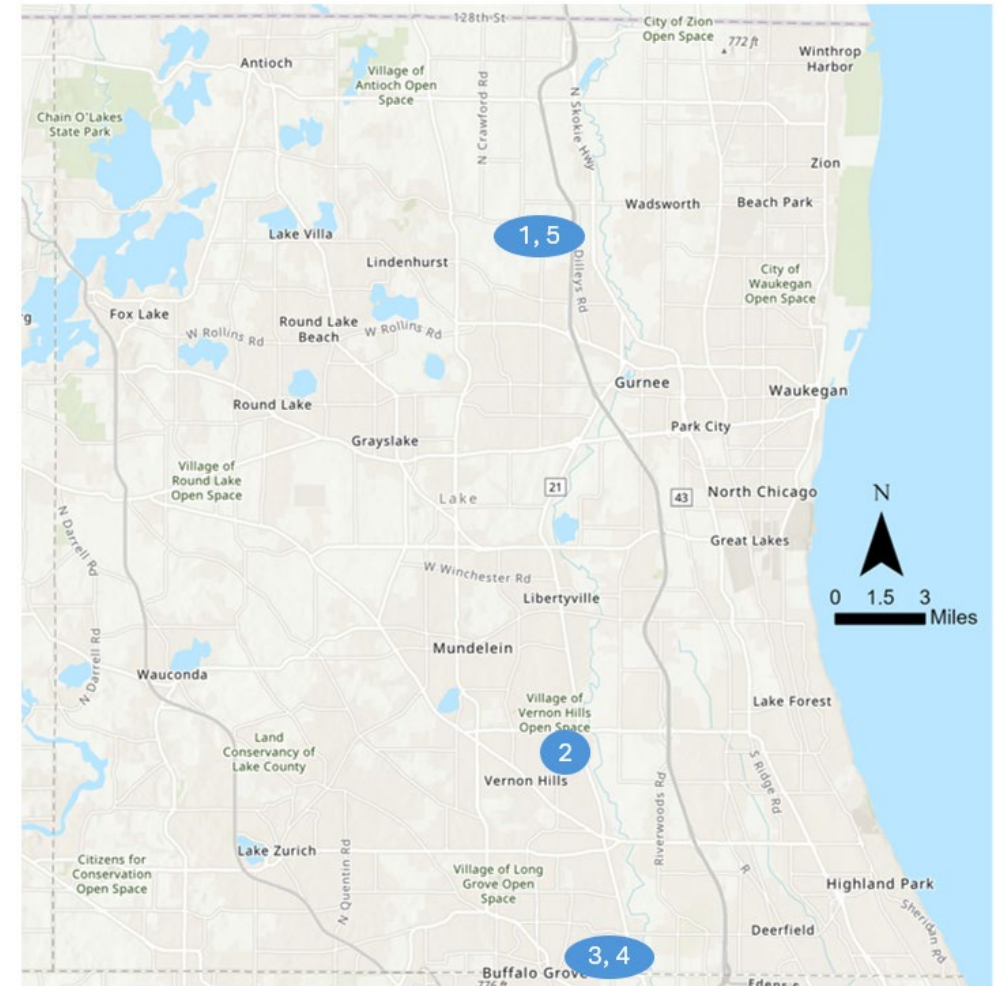 128th St
City of Zion
Open Space
772 ft
Winthrop
Harbor
Antioch
Village of
Antioch Open
Space
N Crawford Rd
N Skokie Hwy
Chain O'Lakes
State Park
Zion
Wadsworth
Beach Park
1, 5
Lake Villa
Dilleys Rd
Lindenhurst
City of
Waukegan
Open Space
rg
Fox Lake
W Rollins Rd
Round Lake
Beach
W Rollins Rd
Gurnee
Waukegan
Round Lake
Park City
Grayslake
Village of
Round Lake
Open Space
Lake
21
43
North Chicago
N
N Darrell Rd
Great Lakes
W Winchester Rd
Libertyville
0 1.5 3
Miles
Mundelein
N Darrell Rd
Wauconda
Village of
Vernon Hills
Open Space
Lake Forest
Land
Conservancy of
Lake County
2
Vernon Hills
S Ridge Rd
Riverwoods Rd
Lake Zurich
N Quentin Rd
Citizens for
Conservation
Open Space
Village of Long
Grove Open
Space
R
Highland Park
Sheridan Rd
Deerfield
3, 4
Buffalo Grove
776 ft
Edens